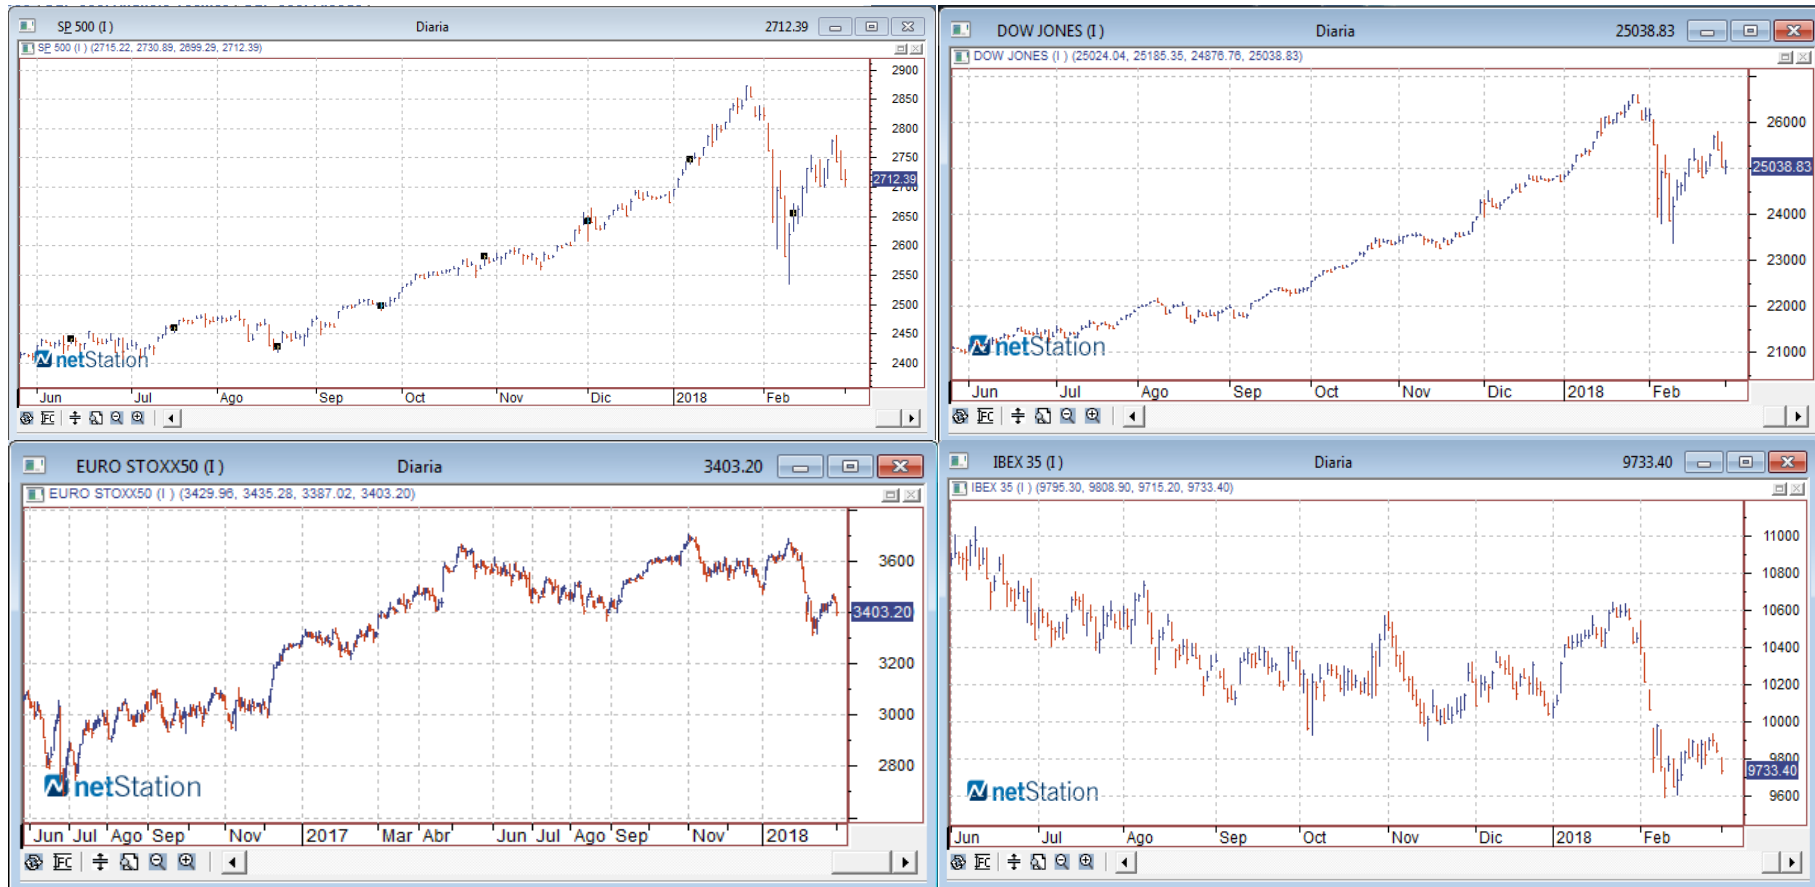 SP 500 (I )
Diaria
2712.39
SP 500 (I ) (2715.22, 2730.89, 2699.29, 2712.39)
2900
2850
2800
2750
2712.39
2700
2650
2600
2550
2500
2450
2400
netStation
Jun Jul Ago Sep Oct Nov Dic 2018 Feb
FC
DOW JONES (I )
Diaria
25038.83
DOW JONES (I ) (25024.04, 25185.35, 24876.76, 25038.83)
26000
25038.83
24000
23000
22000
21000
netStation
Jun Jul Ago Sep Oct Nov Dic 2018 Feb
FC
EURO STOXX50 (I )
Diaria
3403.20
EURO STOXX50 (I ) (3429.96, 3435.28, 3387.02, 3403.20)
3600
3403.20
3200
3000
2800
netStation
Jun Jul Ago Sep Nov 2017 Mar Abr Jun Jul Ago Sep Nov 2018
FC
IBEX 35 (I )
Diaria
9733.40
IBEX 35 (I ) (9795.30, 9808.90, 9715.20, 9733.40)
11000
10800
10600
10400
10200
10000
9800
9733.40
9600
netStation
Jun Jul Ago Sep Oct Nov Dic 2018 Feb
FC